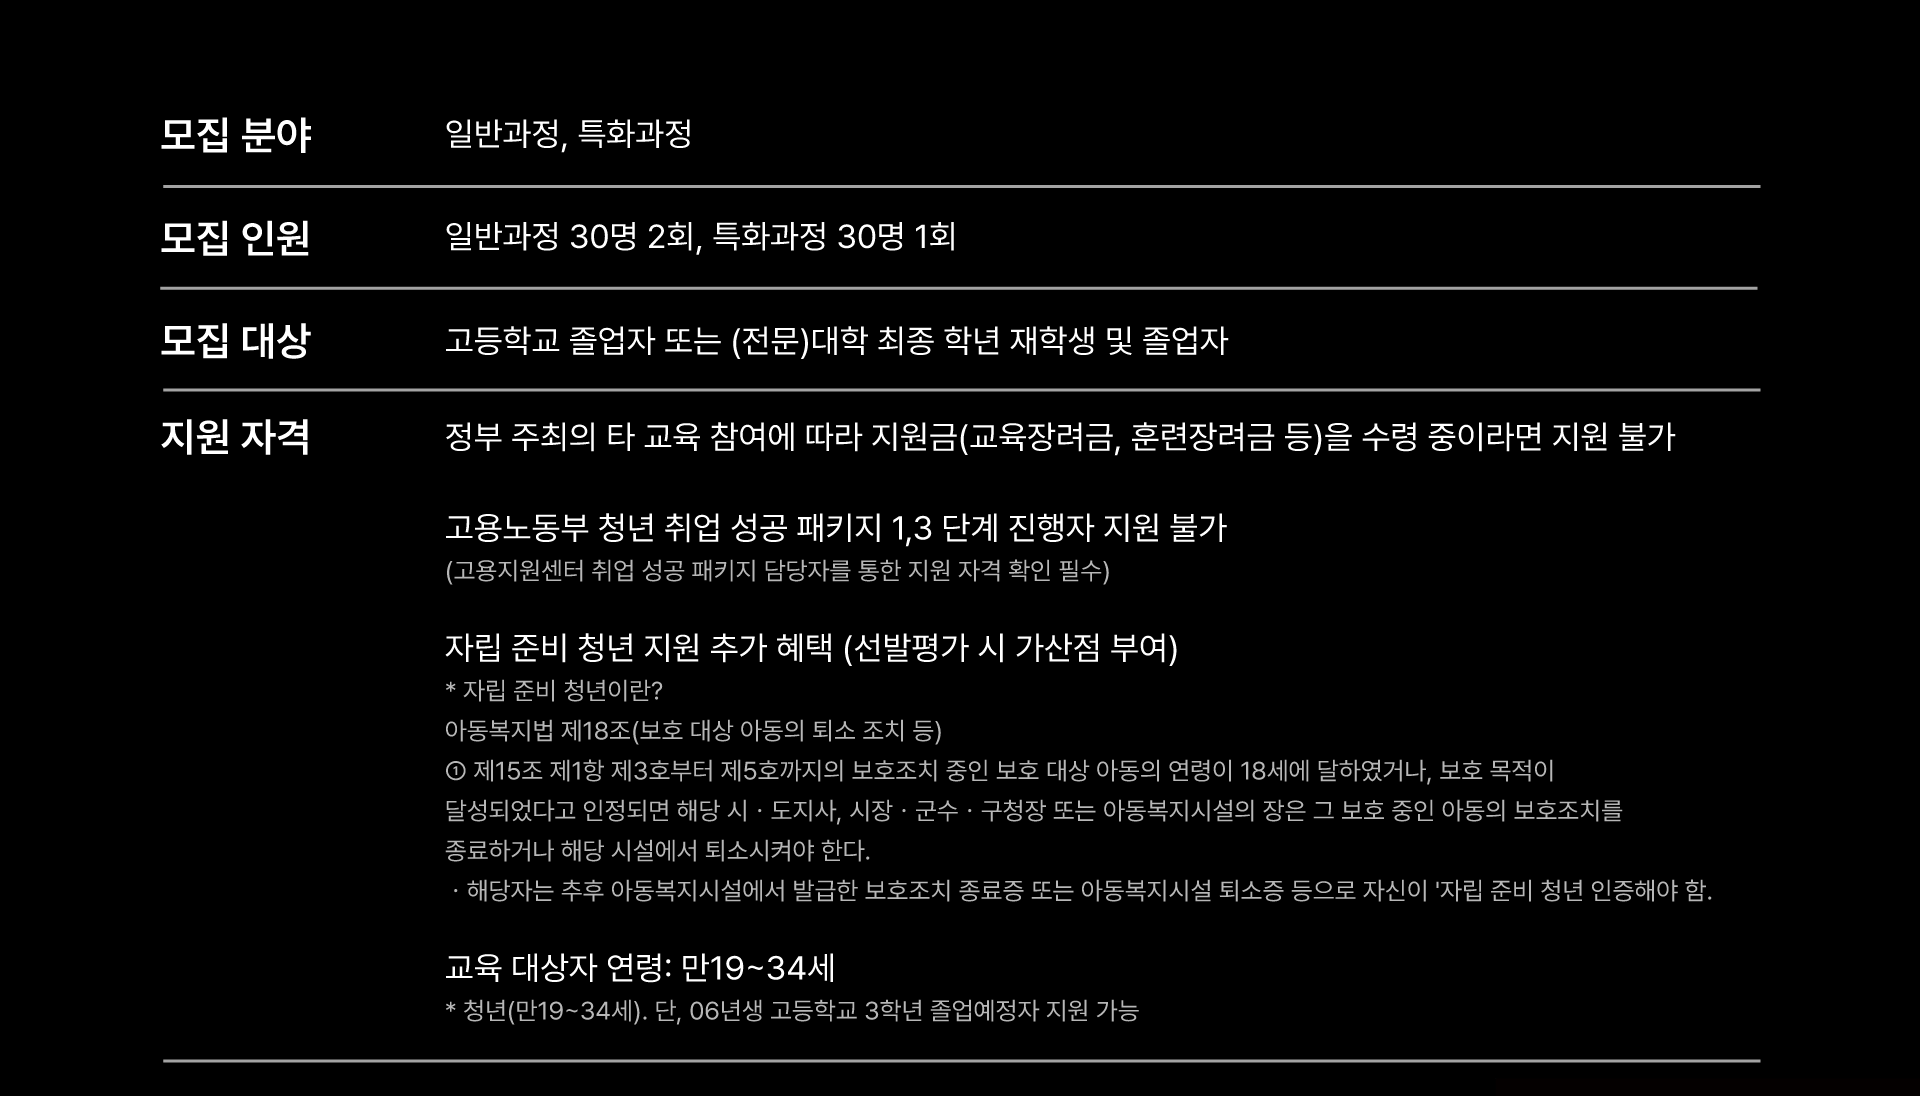 모집 분야
일반과정, 특화과정
모집 인원
일반과정 30명 2회, 특화과정 30명 1회
모집 대상
고등학교 졸업자 또는 (전문)대학 최종 학년 재학생 및 졸업자
지원 자격
정부 주최의 타 교육 참여에 따라 지원금(교육장려금, 훈련장려금 등)을 수령 중이라면 지원 불가
고용노동부 청년 취업 성공 패키지 1,3 단계 진행자 지원 불가
(고용지원센터 취업 성공 패키지 담당자를 통한 지원 자격 확인 필수)
자립 준비 청년 지원 추가 혜택 (선발평가 시 가산점 부여)
* 자립 준비 청년이란?
아동복지법 제18조(보호 대상 아동의 퇴소 조치 등)
① 제15조 제1항 제3호부터 제5호까지의 보호조치 중인 보호 대상 아동의 연령이 18세에 달하였거나, 보호 목적이
달성되었다고 인정되면 해당 시 · 도지사, 시장 · 군수 · 구청장 또는 아동복지시설의 장은 그 보호 중인 아동의 보호조치를
종료하거나 해당 시설에서 퇴소시켜야 한다.
· 해당자는 추후 아동복지시설에서 발급한 보호조치 종료증 또는 아동복지시설 퇴소증 등으로 자신이 '자립 준비 청년 인증해야 함.
교육 대상자 연령: 만19~34세
* 청년(만19~34세). 단, 06년생 고등학교 3학년 졸업예정자 지원 가능